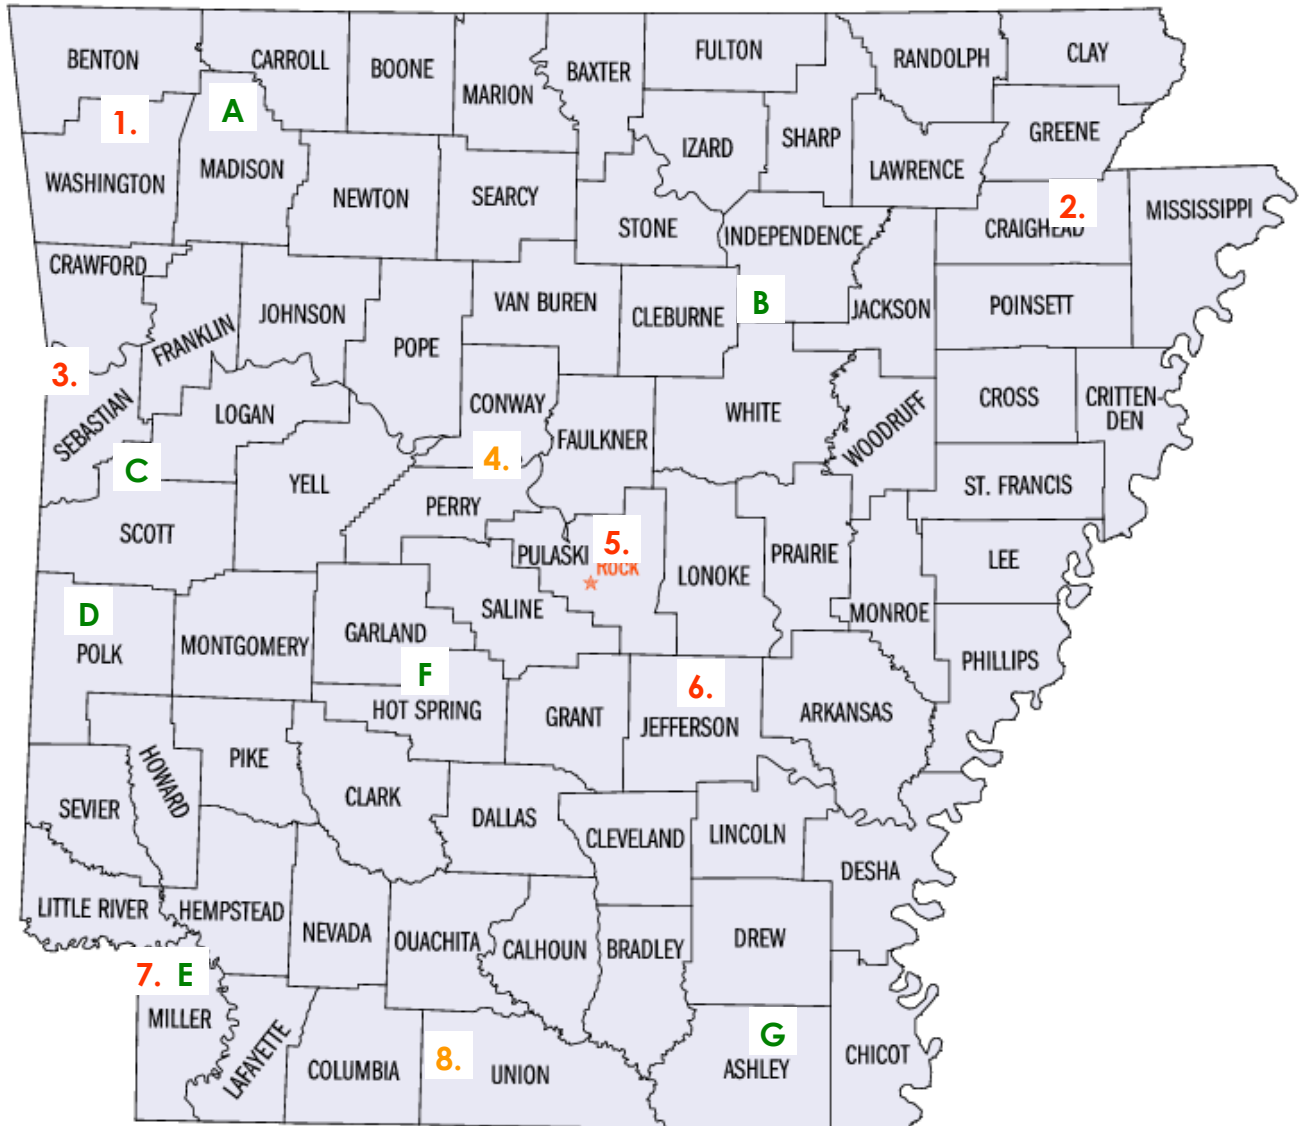 BENTON
CARROLL
BOONE
MARION
BAXTER
FULTON
RANDOLPH
CLAY
1.
A
IZARD
SHARP
LAWRENCE
GREENE
WASHINGTON
MADISON
NEWTON
SEARCY
STONE
INDEPENDENCE
2.
CRAIGHEAD
MISSISSIPPI
CRAWFORD
FRANKLIN
JOHNSON
POPE
VAN BUREN
CLEBURNE
B
JACKSON
POINSETT
3.
SEBASTIAN
LOGAN
CONWAY
FAULKNER
WHITE
WOODRUFF
CROSS
CRITTEN-
DEN
C
YELL
4.
PERRY
ST. FRANCIS
SCOTT
PULASKI
5.
ROCK
LONOKE
PRAIRIE
LEE
D
POLK
MONTGOMERY
GARLAND
SALINE
MONROE
PHILLIPS
F
HOT SPRING
GRANT
6.
JEFFERSON
ARKANSAS
SEVIER
HOWARD
PIKE
CLARK
DALLAS
CLEVELAND
LINCOLN
DESHA
LITTLE RIVER
HEMPSTEAD
NEVADA
OUACHITA
CALHOUN
BRADLEY
DREW
7. E
MILLER
LAFAYETTE
COLUMBIA
8.
UNION
G
ASHLEY
CHICOT